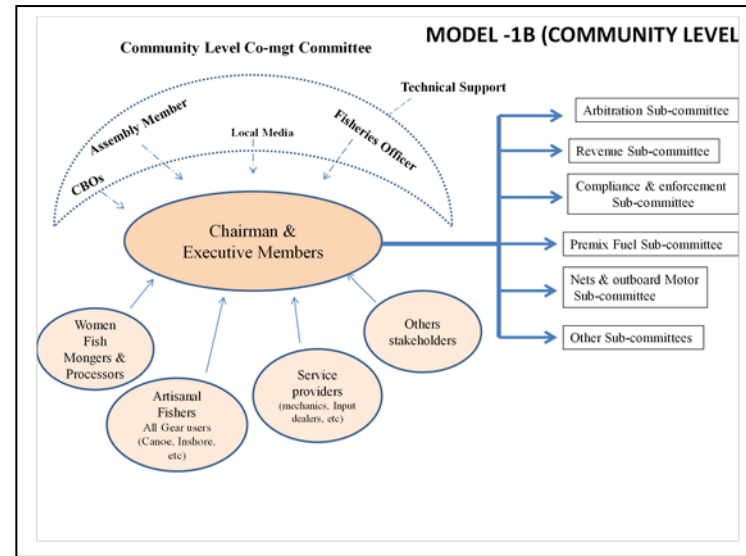 MODEL -1B (COMMUNITY LEVEL
Community Level Co-mgt Committee
Technical Support
Assembly Member
Local Media
Fisheries Officer
CBOs
Chairman &
Executive Members
Women
Fish
Mongers &
Processors
Artisanal
Fishers
All Gear users
(Canoe, Inshore,
etc)
Service
providers
(mechanics, Input
dealers, etc)
Others
stakeholders
Arbitration Sub-committee
Revenue Sub-committee
Compliance & enforcement
Sub-committee
Premix Fuel Sub-committee
Nets & outboard Motor
Sub-committee
Other Sub-committees